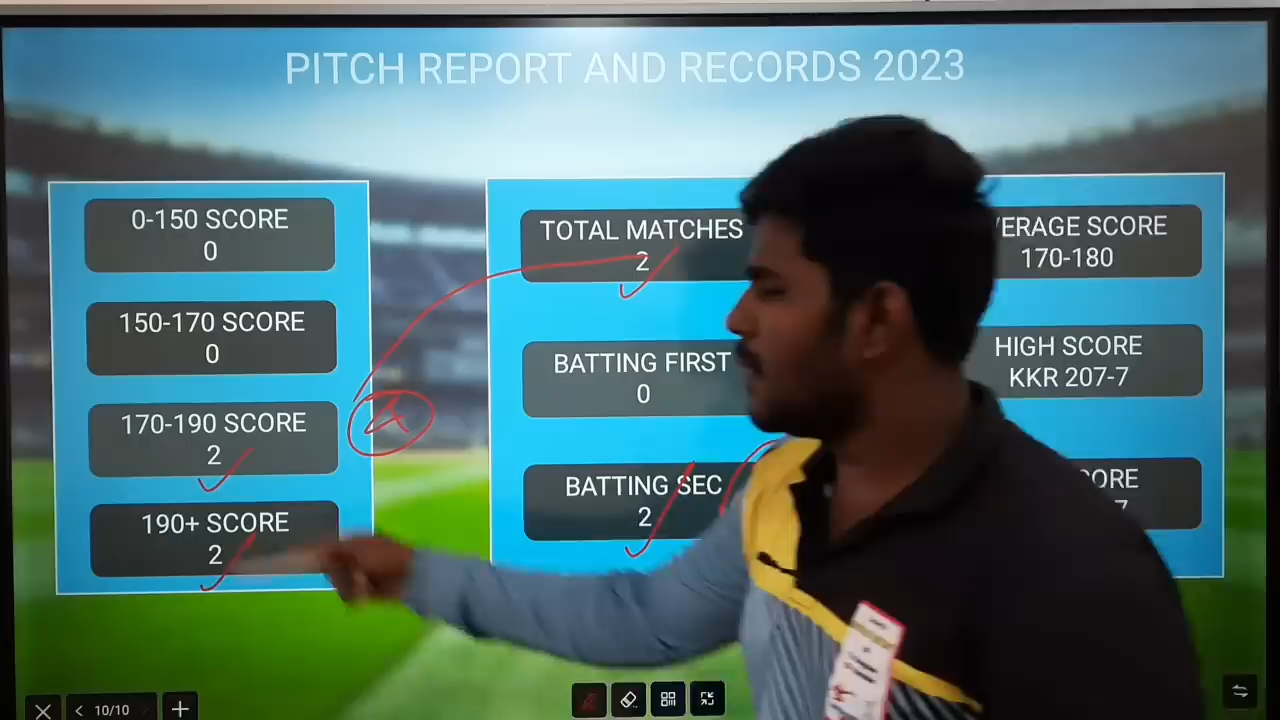 PITCH REPORT AND RECORDS 2023
0-150 SCORE
0
150-170 SCORE
0
170-190 SCORE
2
190+ SCORE
2
TOTAL MATCHES
2
BATTING FIRST
0
BATTING SEC
2
VERAGE SCORE
170-180
HIGH SCORE
KKR 207-7
ORE
7
10/10